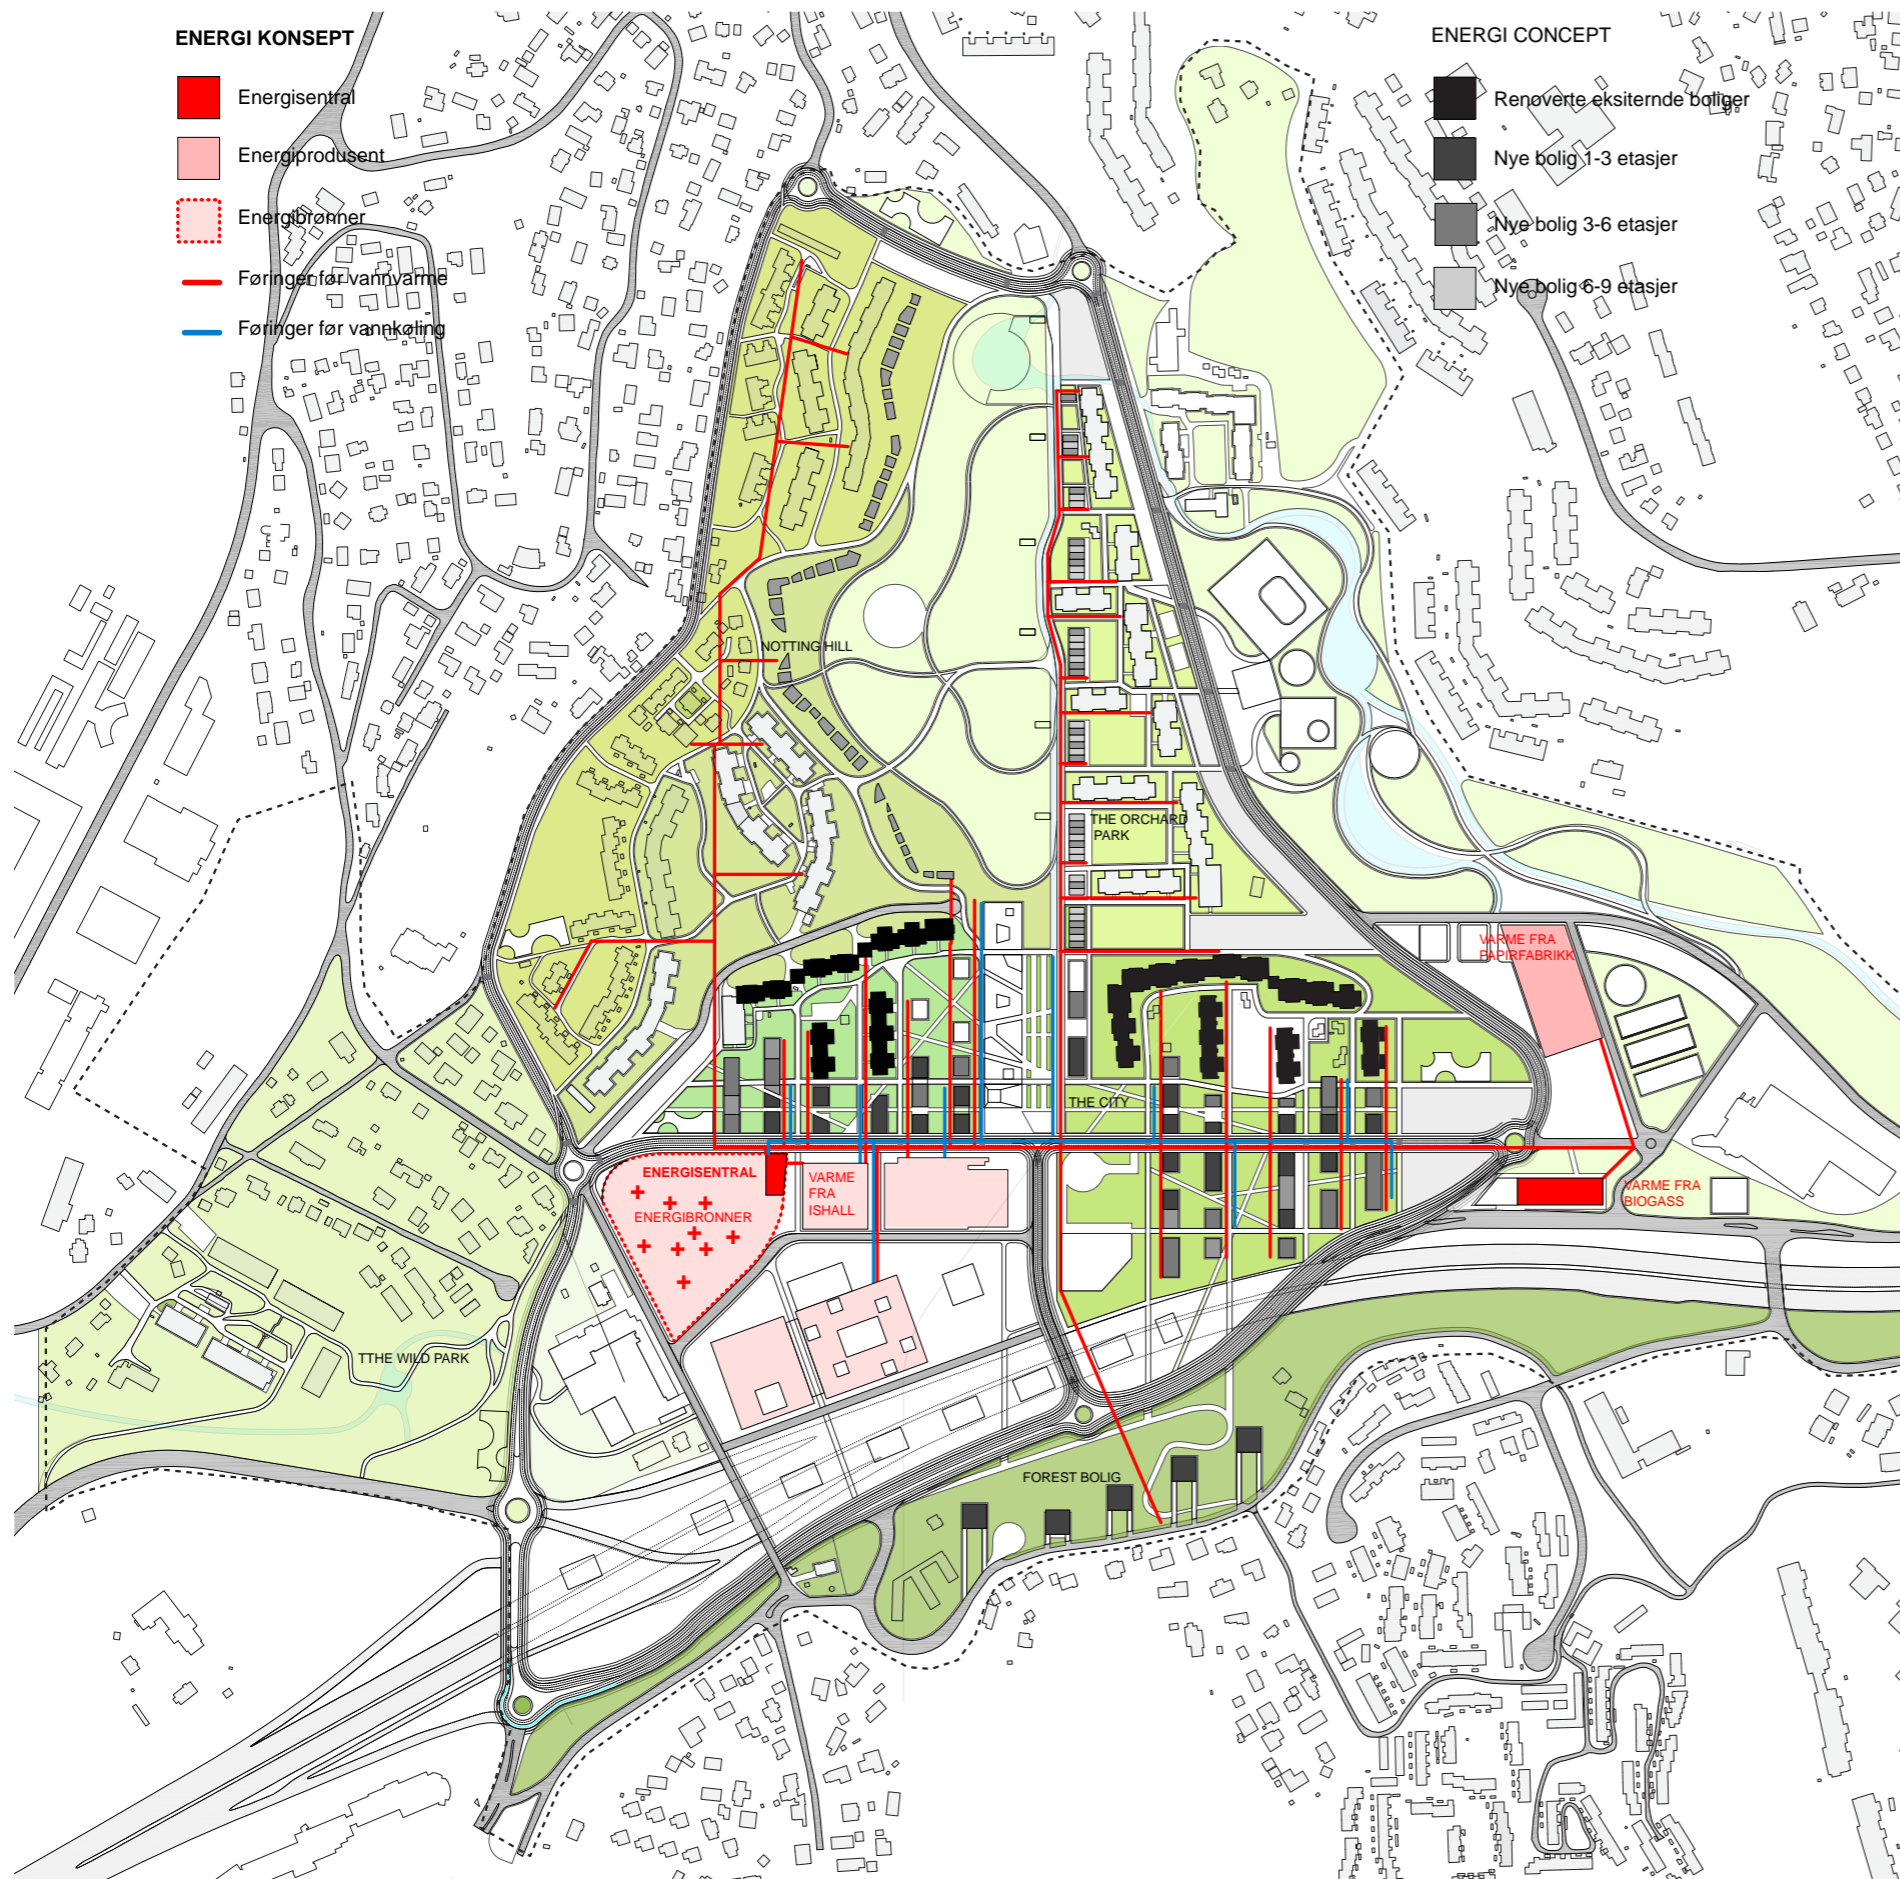 ENERGI KONSEPT
Energisentral
Energiprodusent
Energibrønner
Føringer før vannvarme
Føringer før vannkøling
ENERGI CONCEPT
Renoverte eksiternde boliger
Nye bolig 1-3 etasjer
Nye bolig 3-6 etasjer
Nye bolig 6-9 etasjer
NOTTING HILL
THE ORCHARD
PARK
VARME FRA
PAPIRFABRIKK
THE CITY
ENERGISENTRAL
ENERGIBRONNER
VARME
FRA
ISHALL
VARME FRA
BIOGASS
TTHE WILD PARK
FOREST BOLIG